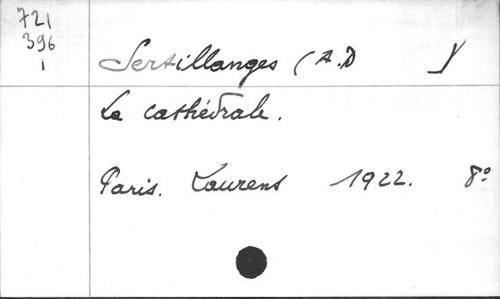 721
396
1
Sertillanges (A.D )
La cathédrale.
Paris. Laurens 1922. 8°